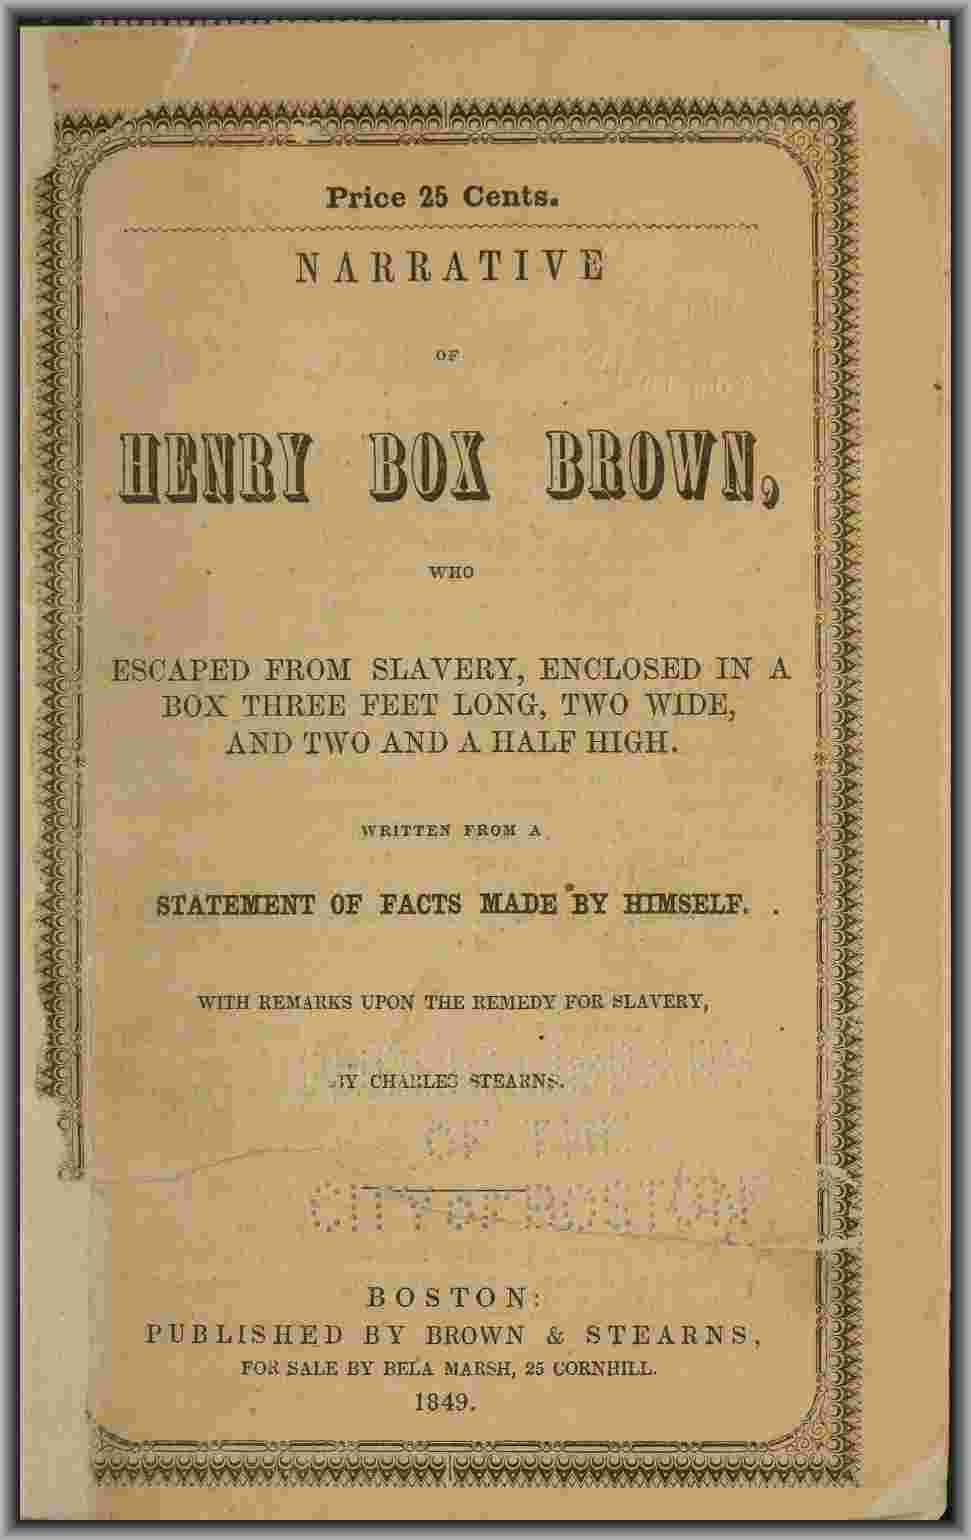 Price 25 Cents.
NARRATIVE
OF
HENRY BOX BROWN,
WHO
ESCAPED FROM SLAVERY, ENCLOSED IN A
BOX THREE FEET LONG, TWO WIDE,
AND TWO AND A HALF HIGH.
WRITTEN FROM A
STATEMENT OF FACTS MADE BY HIMSELF.
WITH REMARKS UPON THE REMEDY FOR SLAVERY,
BY CHARLES STEARNS.
OF THE
CITY OF BOSTON
BOSTON:
PUBLISHED BY BROWN & STEARNS,
FOR SALE BY BELA MARSH, 25 CORNHILL.
1849.